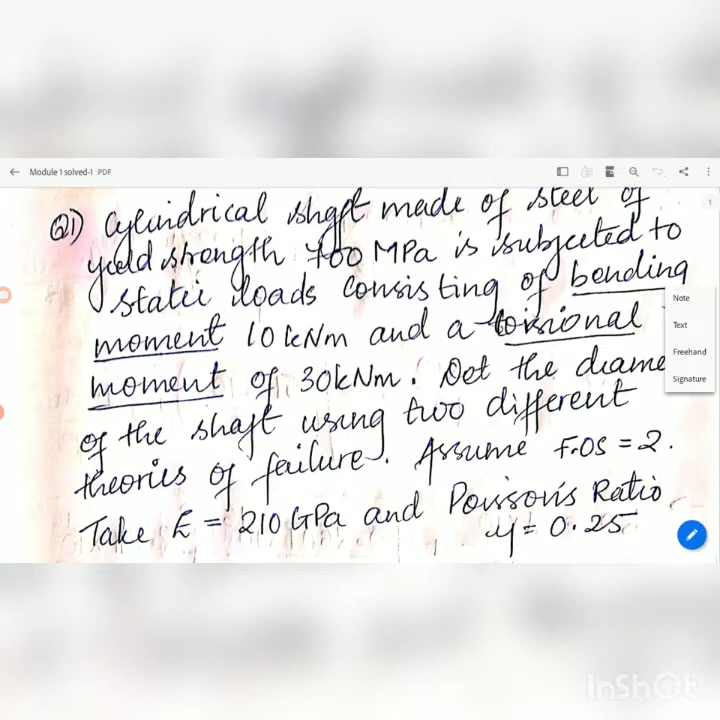 Module 1 solved-1 PDF
1
Q1) Cylindrical shaft made of steel of
yield strength 700 MPa is subjected to
static loads consisting of bending
moment 10 kNm and a torsional
moment of 30 kNm. Det the diame
of the shaft using two different
theories of failure. Assume F.OS = 2.
Take E = 210 GPa and Poisson's Ratio
μ = 0.25
Note
Text
Freehand
Signature
InShOt